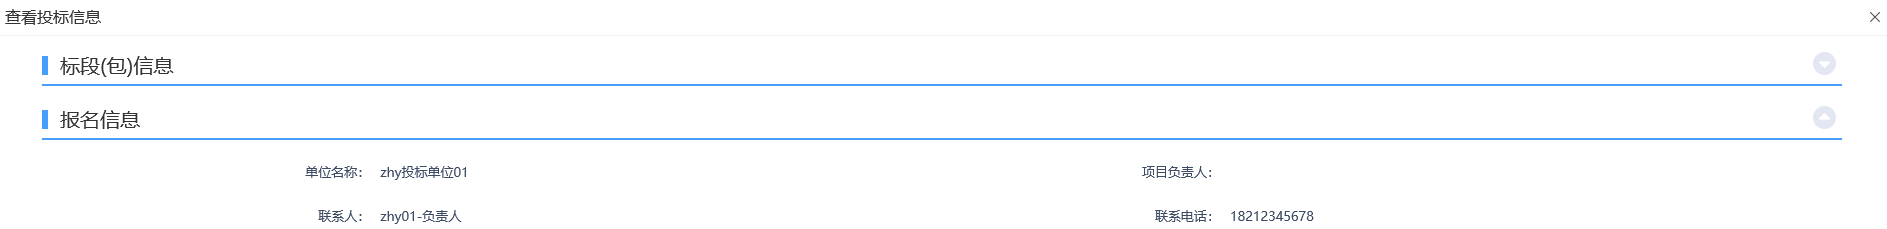 查看投标信息
标段(包)信息
报名信息
单位名称： zhy投标单位01 项目负责人：
联系人： zhy01-负责人 联系电话： 18212345678